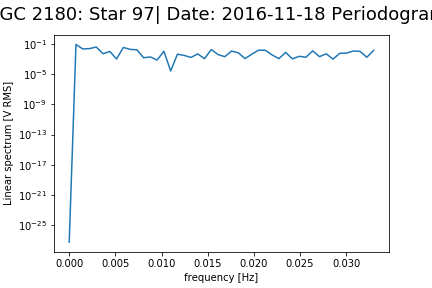 GC 2180: Star 97| Date: 2016-11-18 Periodogra
10⁻¹
10⁻⁵
10⁻⁹
10⁻¹³
10⁻¹⁷
10⁻²¹
10⁻²⁵
Linear spectrum [V RMS]
0.000 0.005 0.010 0.015 0.020 0.025 0.030
frequency [Hz]